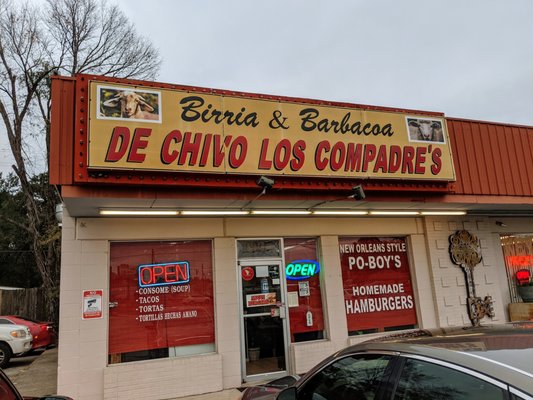 Birria & Barbacoa
DE CHIVO LOS COMPADRE'S
OPEN
- CONSOME (SOUP)
- TACOS
- TORTAS
- TORTILLAS HECHAS AMANO
OPEN
NEW ORLEANS STYLE
PO-BOY'S
HOMEMADE
HAMBURGERS